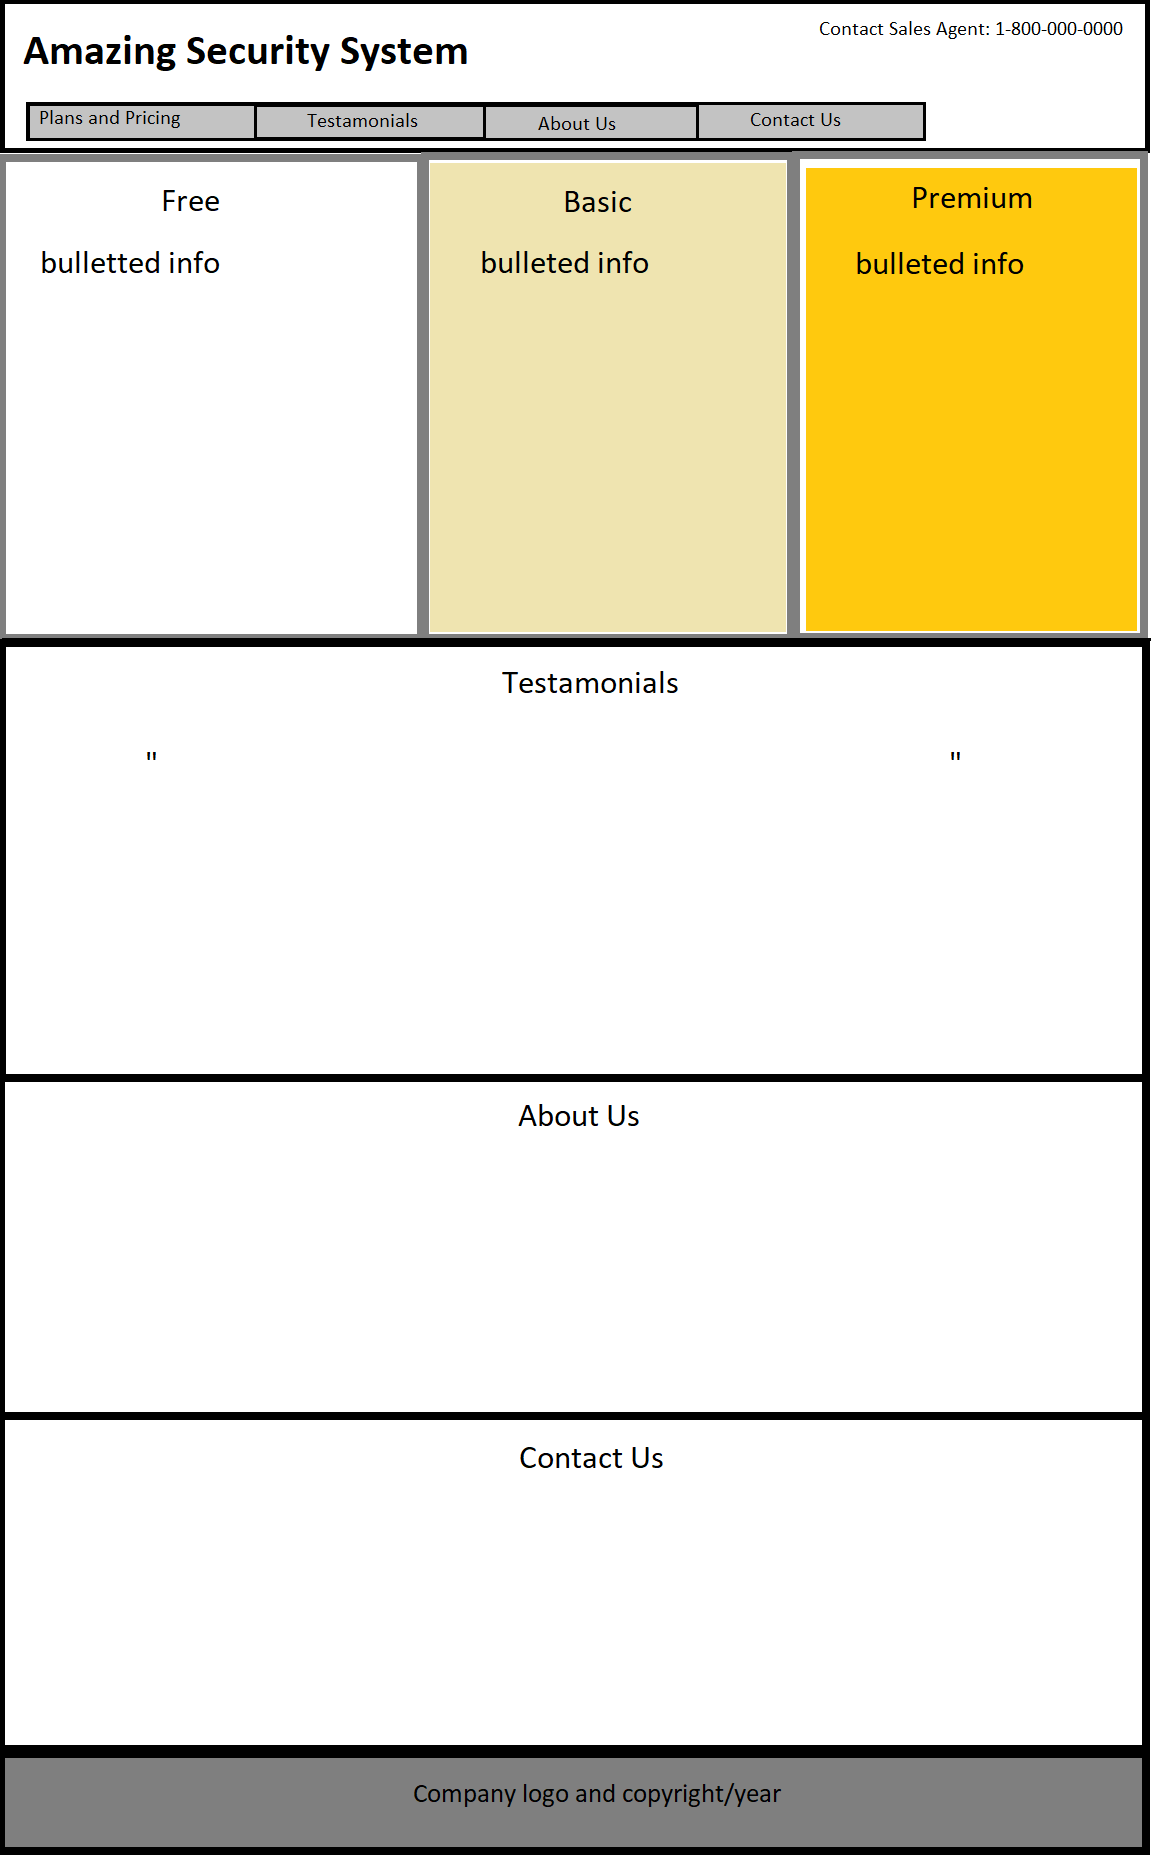 Contact Sales Agent: 1-800-000-0000
Amazing Security System
Plans and Pricing
Testamonials
About Us
Contact Us
Free
bulletted info
Basic
bulleted info
Premium
bulleted info
Testamonials
" "
About Us
Contact Us
Company logo and copyright/year